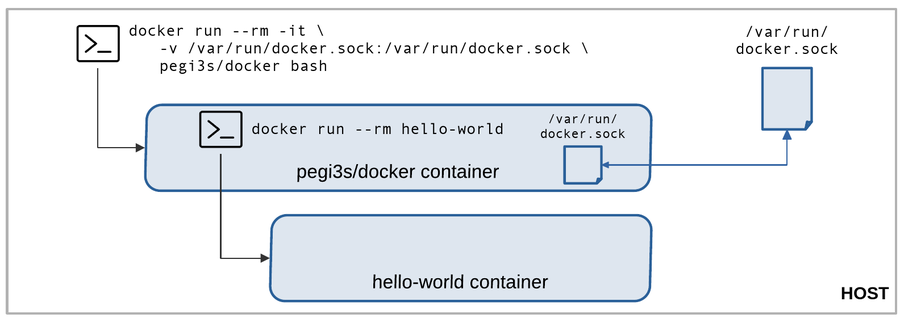 >_ docker run --rm -it \
-v /var/run/docker.sock:/var/run/docker.sock \
pegi3s/docker bash
/var/run/
docker.sock
>_ docker run --rm hello-world
/var/run/
docker.sock
pegi3s/docker container
hello-world container
HOST